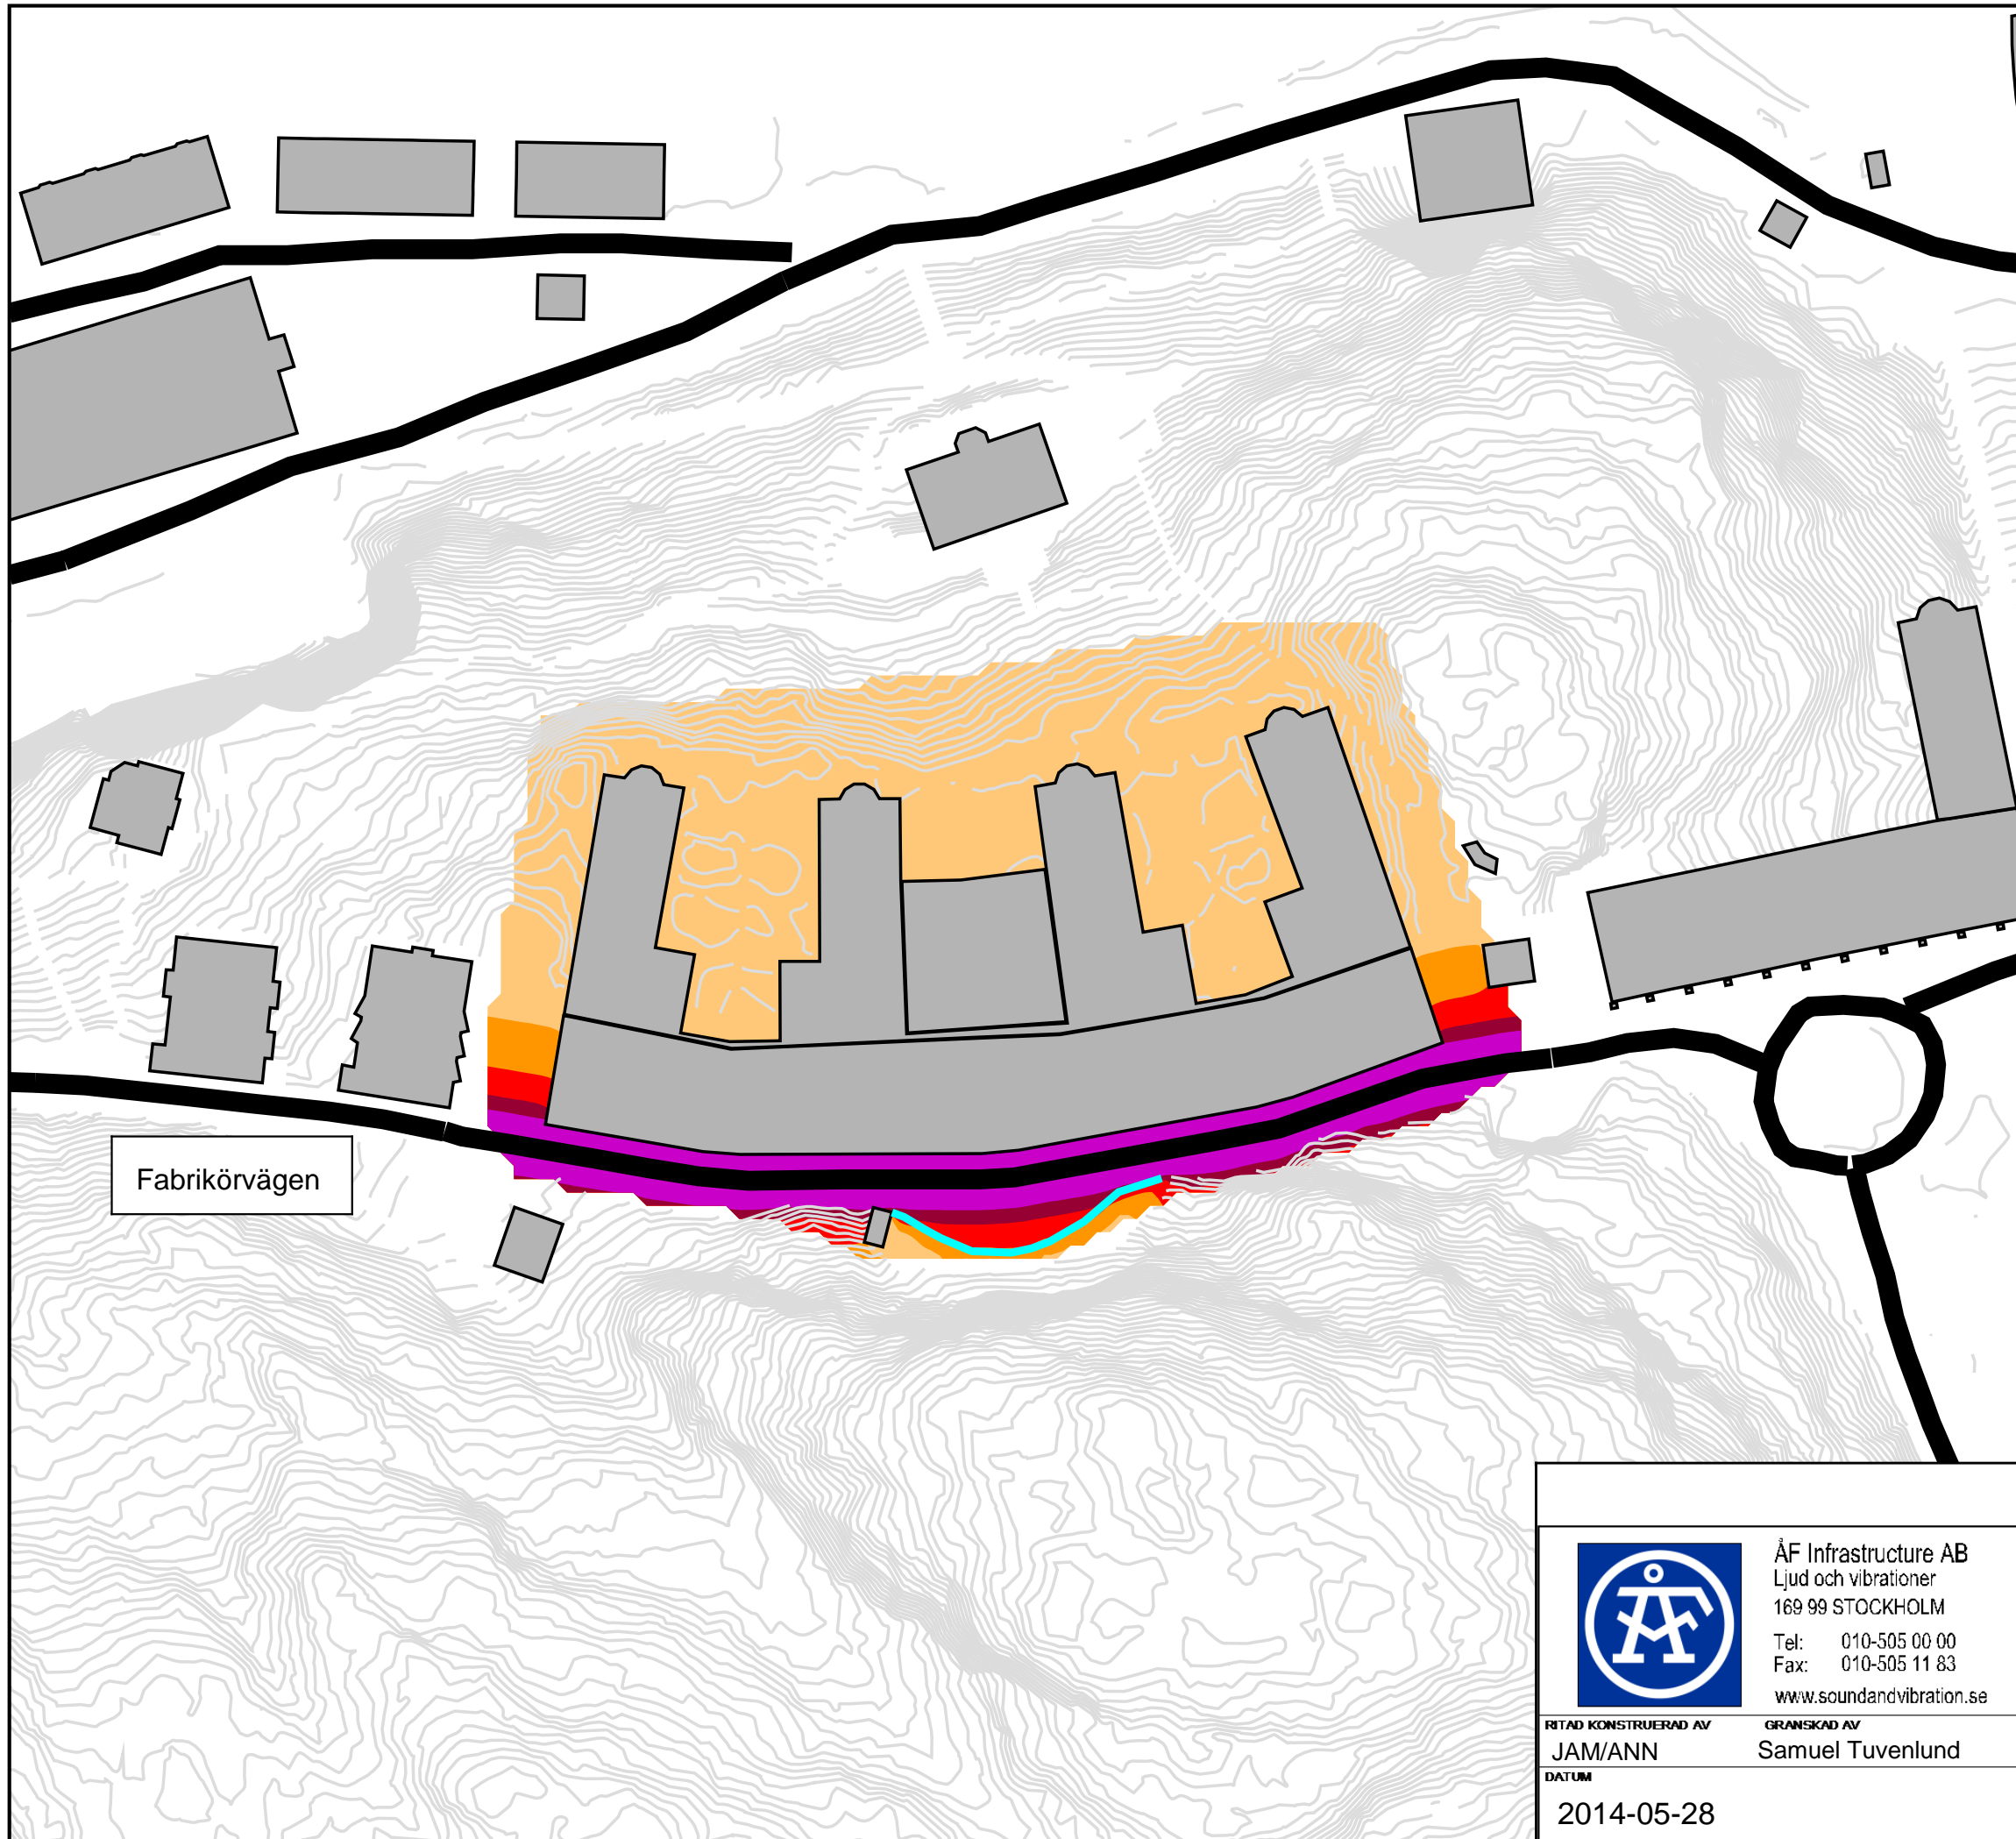 Fabrikörvägen
ÅF
ÅF Infrastructure AB
Ljud och vibrationer
169 99 STOCKHOLM
Tel: 010-505 00 00
Fax: 010-505 11 83
www.soundandvibration.se
RITAD KONSTRUERAD AV GRANSKAD AV
JAM/ANN Samuel Tuvenlund
DATUM
2014-05-28